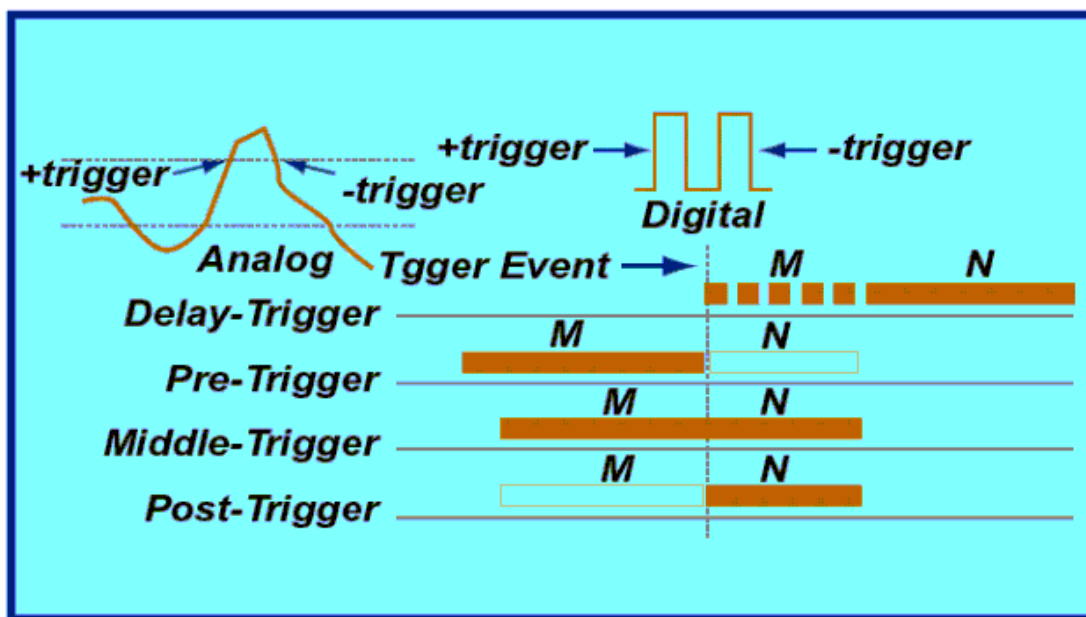 +trigger -trigger
+trigger -trigger
Analog
Digital
Tgger Event
M N
Delay-Trigger
M N
Pre-Trigger
M N
Middle-Trigger
M N
Post-Trigger